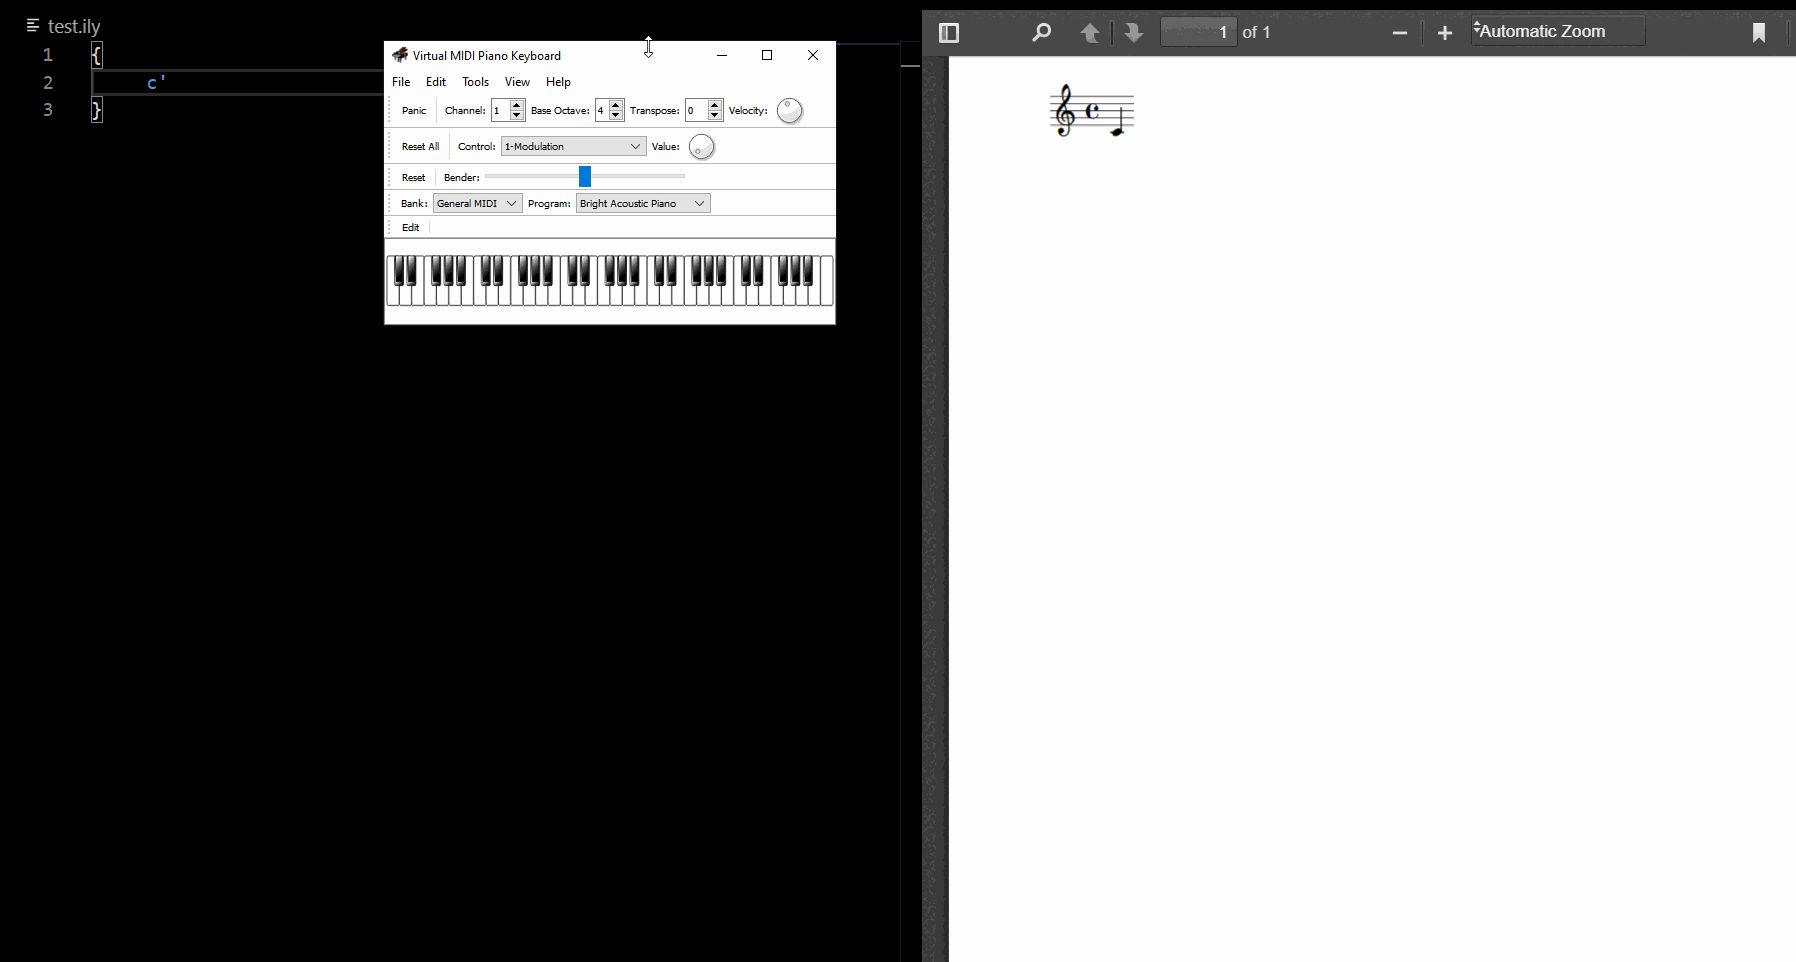 test.ily
1 {
2 c'
3 }
Virtual MIDI Piano Keyboard
File Edit Tools View Help
Panic Channel: 1 Base Octave: 4 Transpose: 0 Velocity:
Reset All Control: 1-Modulation Value:
Reset Bender:
Bank: General MIDI Program: Bright Acoustic Piano
Edit
1 of 1 Automatic Zoom